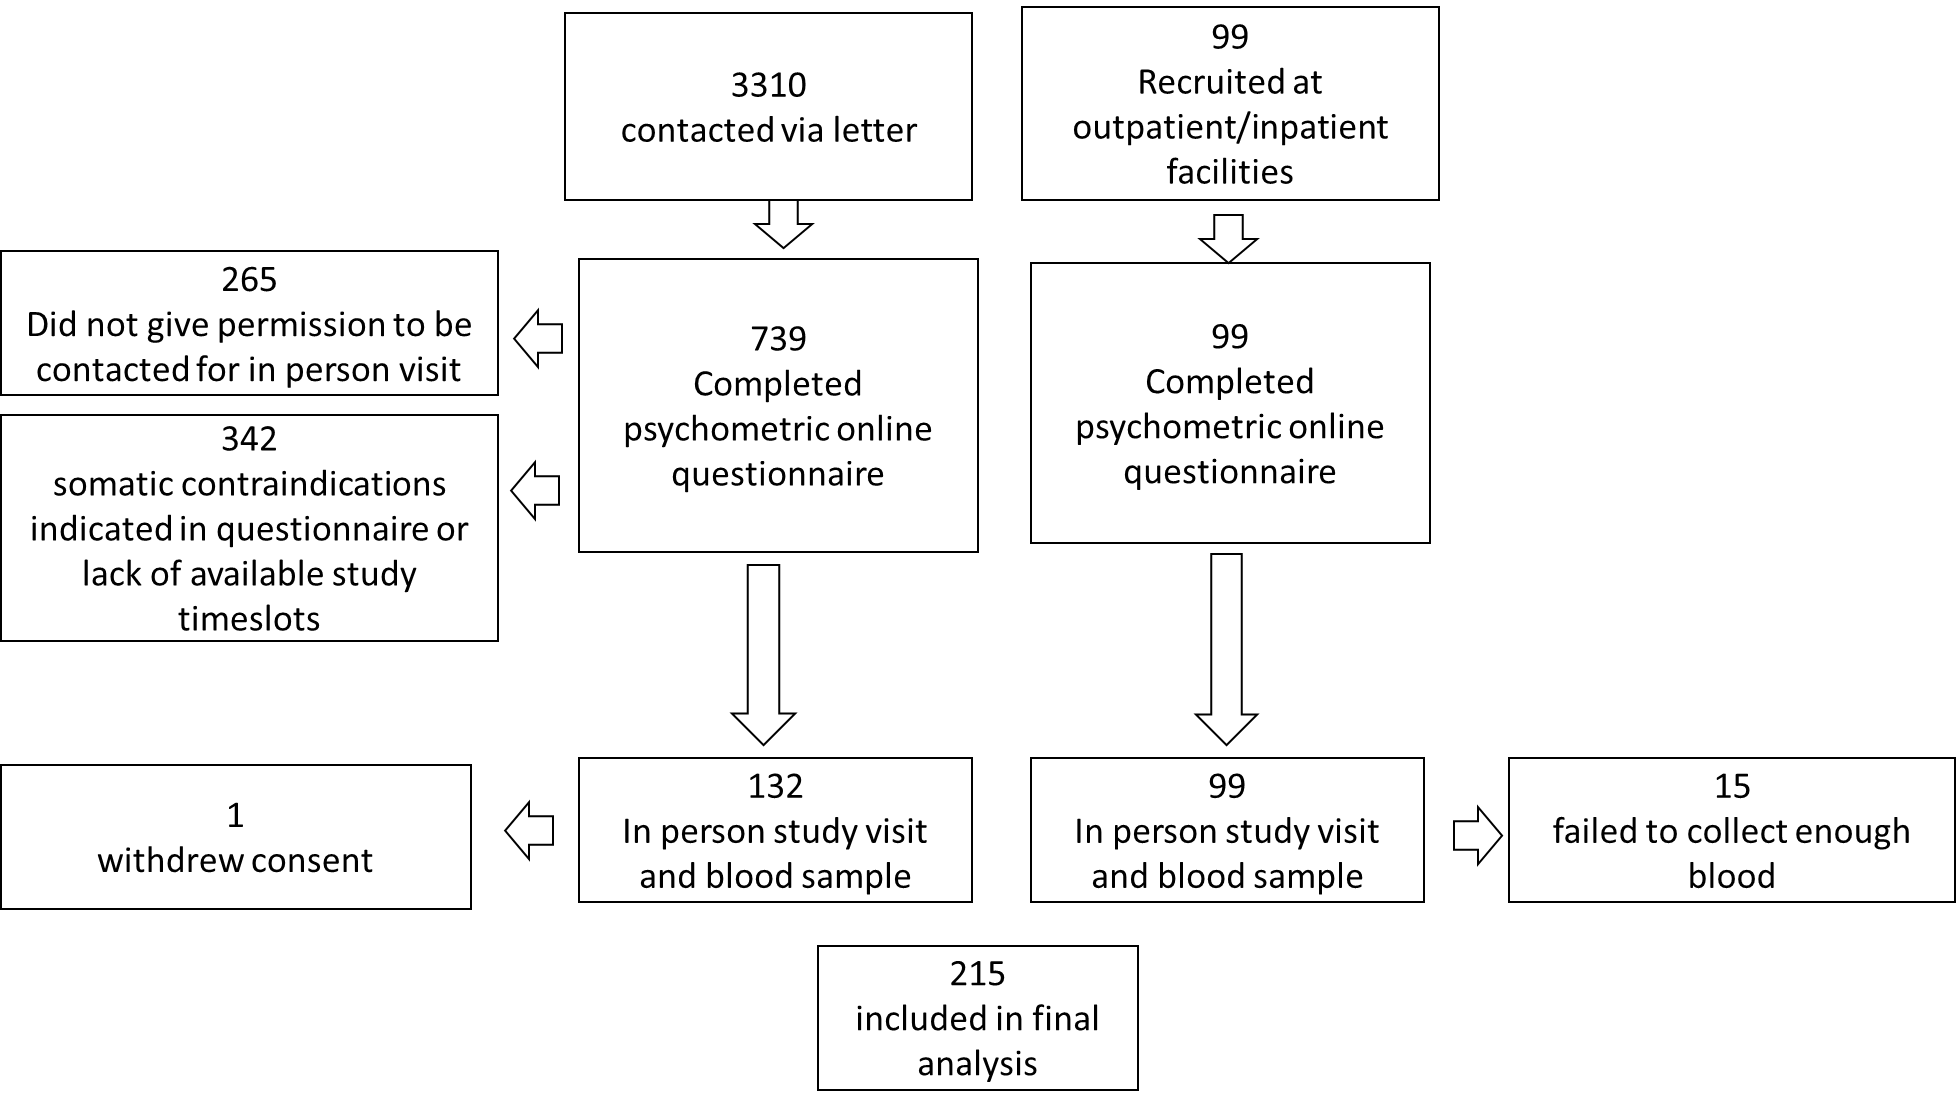 3310
contacted via letter
99
Recruited at
outpatient/inpatient
facilities
265
Did not give permission to be
contacted for in person visit
739
Completed
psychometric online
questionnaire
99
Completed
psychometric online
questionnaire
342
somatic contraindications
indicated in questionnaire or
lack of available study
timeslots
1
withdrew consent
132
In person study visit
and blood sample
99
In person study visit
and blood sample
15
failed to collect enough
blood
215
included in final
analysis